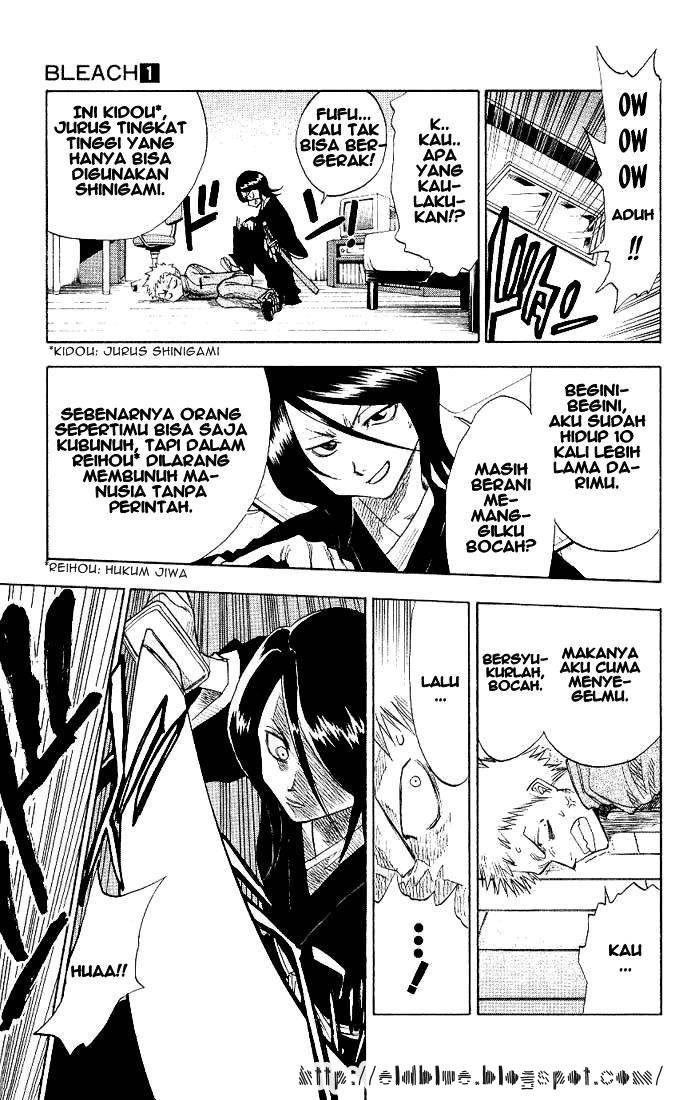 BLEACH 1
OW
OW
OW
ADUH
!!
K..
KAU..
APA
YANG
KAU-
LAKU-
KAN!?
FUFU...
KAU TAK
BISA BER-
GERAK!
INI KIDOU*,
JURUS TINGKAT
TINGGI YANG
HANYA BISA
DIGUNAKAN
SHINIGAMI.
*KIDOU: JURUS SHINIGAMI
BEGINI-
BEGINI,
AKU SUDAH
HIDUP 10
KALI LEBIH
LAMA DA-
RIMU.
MASIH
BERANI
ME-
MANG-
GILKU
BOCAH?
SEBENARNYA ORANG
SEPERTIMU BISA SAJA
KUBUNUH, TAPI DALAM
REIHOU* DILARANG
MEMBUNUH MA-
NUSIA TANPA
PERINTAH.
*REIHOU: HUKUM JIWA
MAKANYA
AKU CUMA
MENYE-
GELMU.
BERSYU-
KURLAH,
BOCAH.
KAU
...
LALU
...
HUAA!!
http://eldblue.blogspot.com/